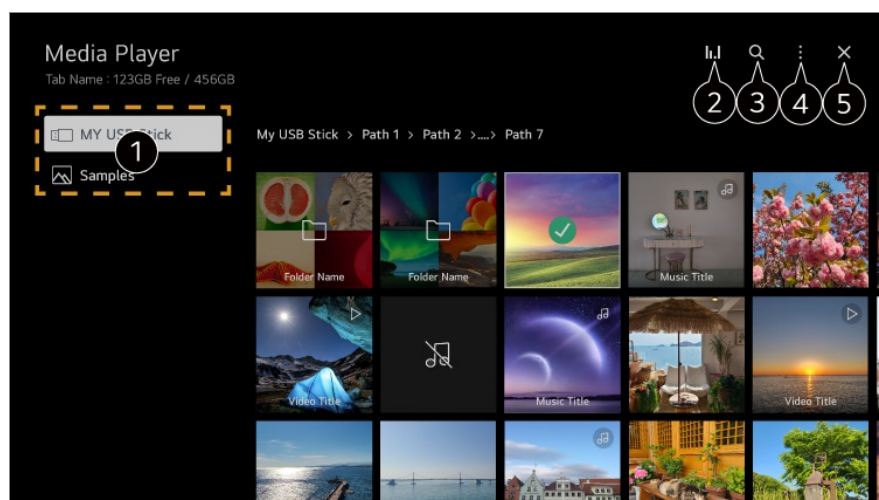 Media Player
Tab Name : 123GB Free / 456GB
2 3 4 5
MY USB Stick
1
Samples
My USB Stick > Path 1 > Path 2 >....> Path 7
Folder Name
Folder Name
Music Title
Video Title
Music Title
Video Title